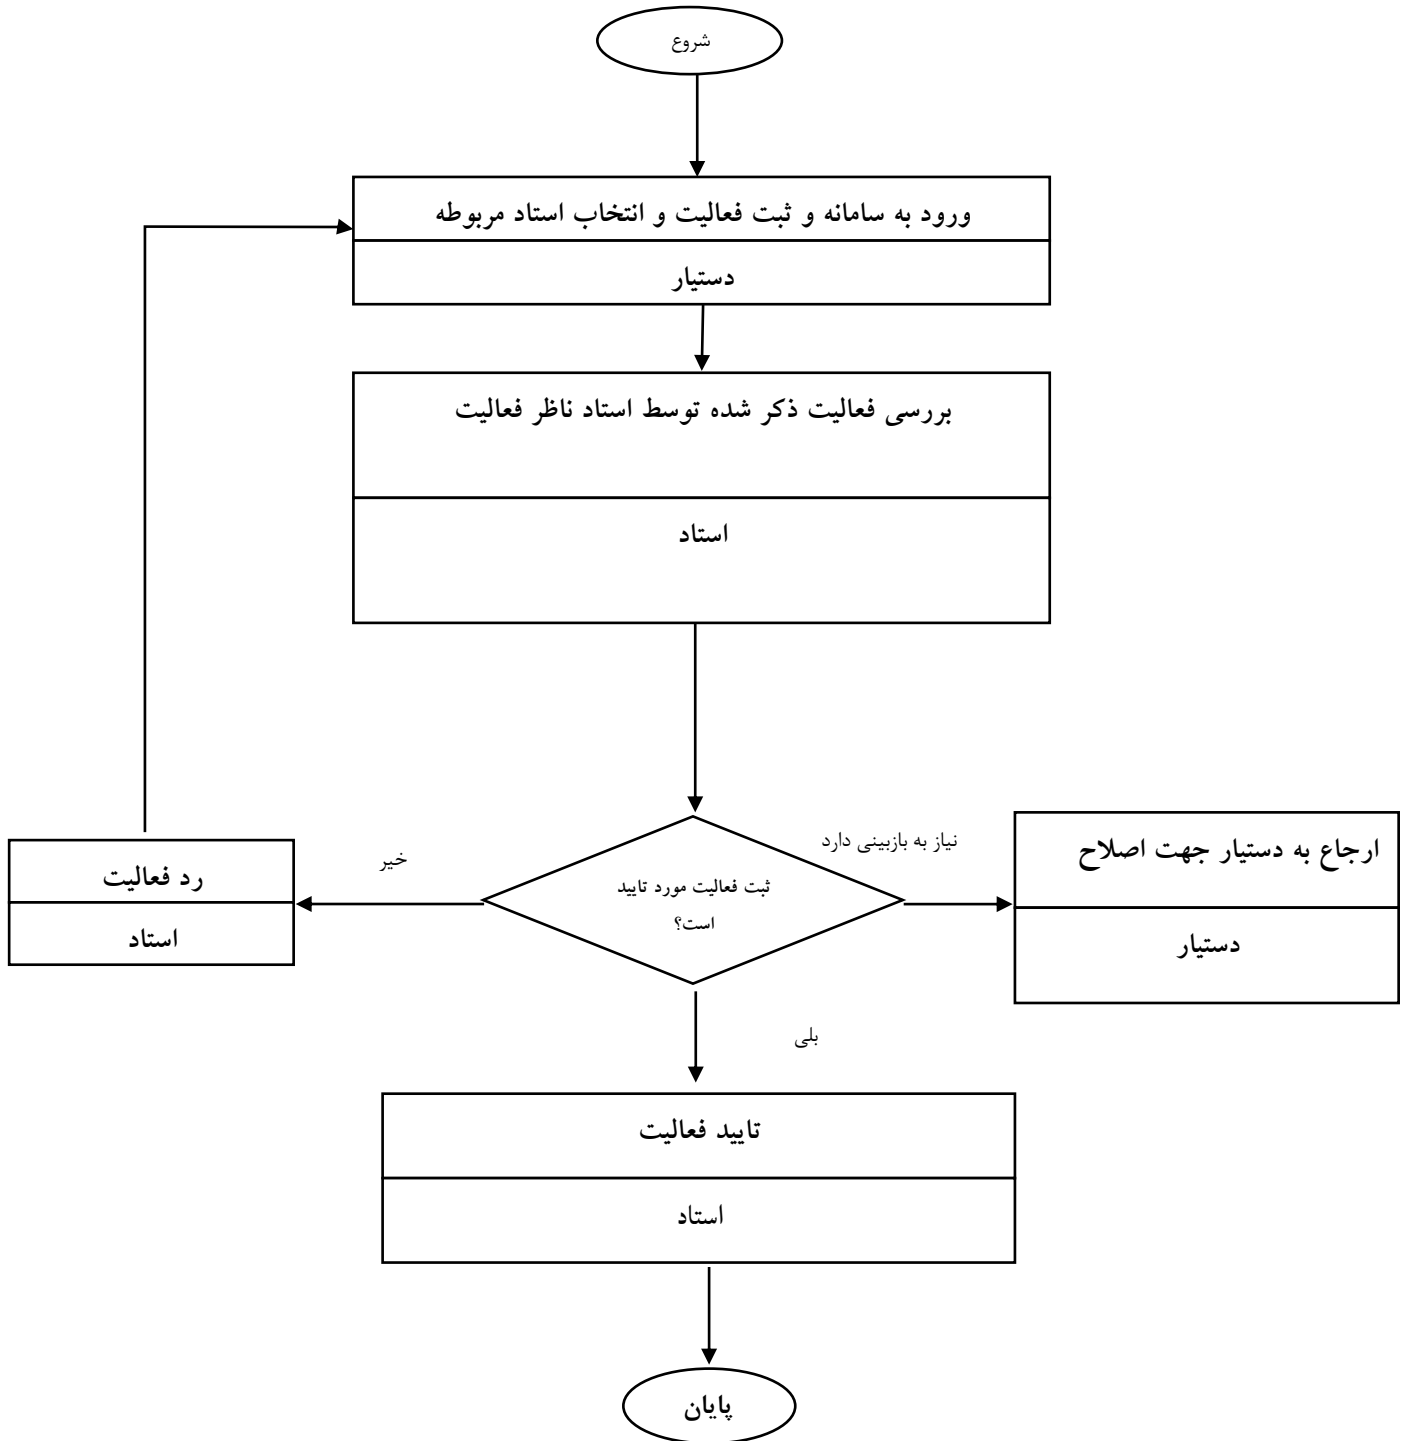 شروع
ورود به سامانه و ثبت فعالیت و انتخاب استاد مربوطه
دستیار
بررسی فعالیت ذکر شده توسط استاد ناظر فعالیت
استاد
نیاز به بازبینی دارد
ارجاع به دستیار جهت اصلاح
دستیار
ثبت فعالیت مورد تایید
است؟
خیر
رد فعالیت
استاد
بلی
تایید فعالیت
استاد
پایان